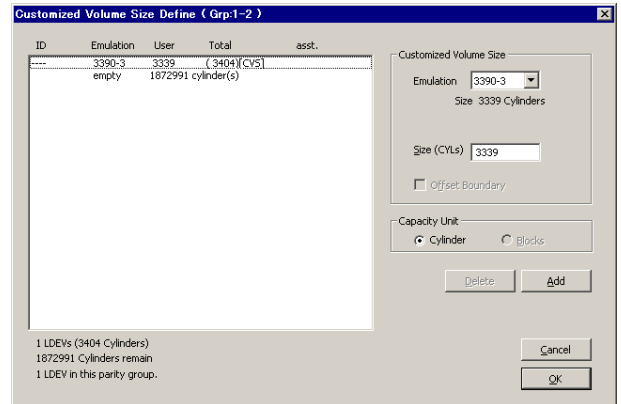 Customized Volume Size Define ( Grp:1-2 )
ID Emulation User Total asst.
---- 3390-3 3339 ( 3404)[CVS]
empty 1872991 cylinder(s)
Customized Volume Size
Emulation 3390-3
Size 3339 Cylinders
Size (CYLs) 3339
Offset Boundary
Capacity Unit
Cylinder Blocks
Delete Add
1 LDEVs (3404 Cylinders)
1872991 Cylinders remain
1 LDEV in this parity group.
Cancel
OK